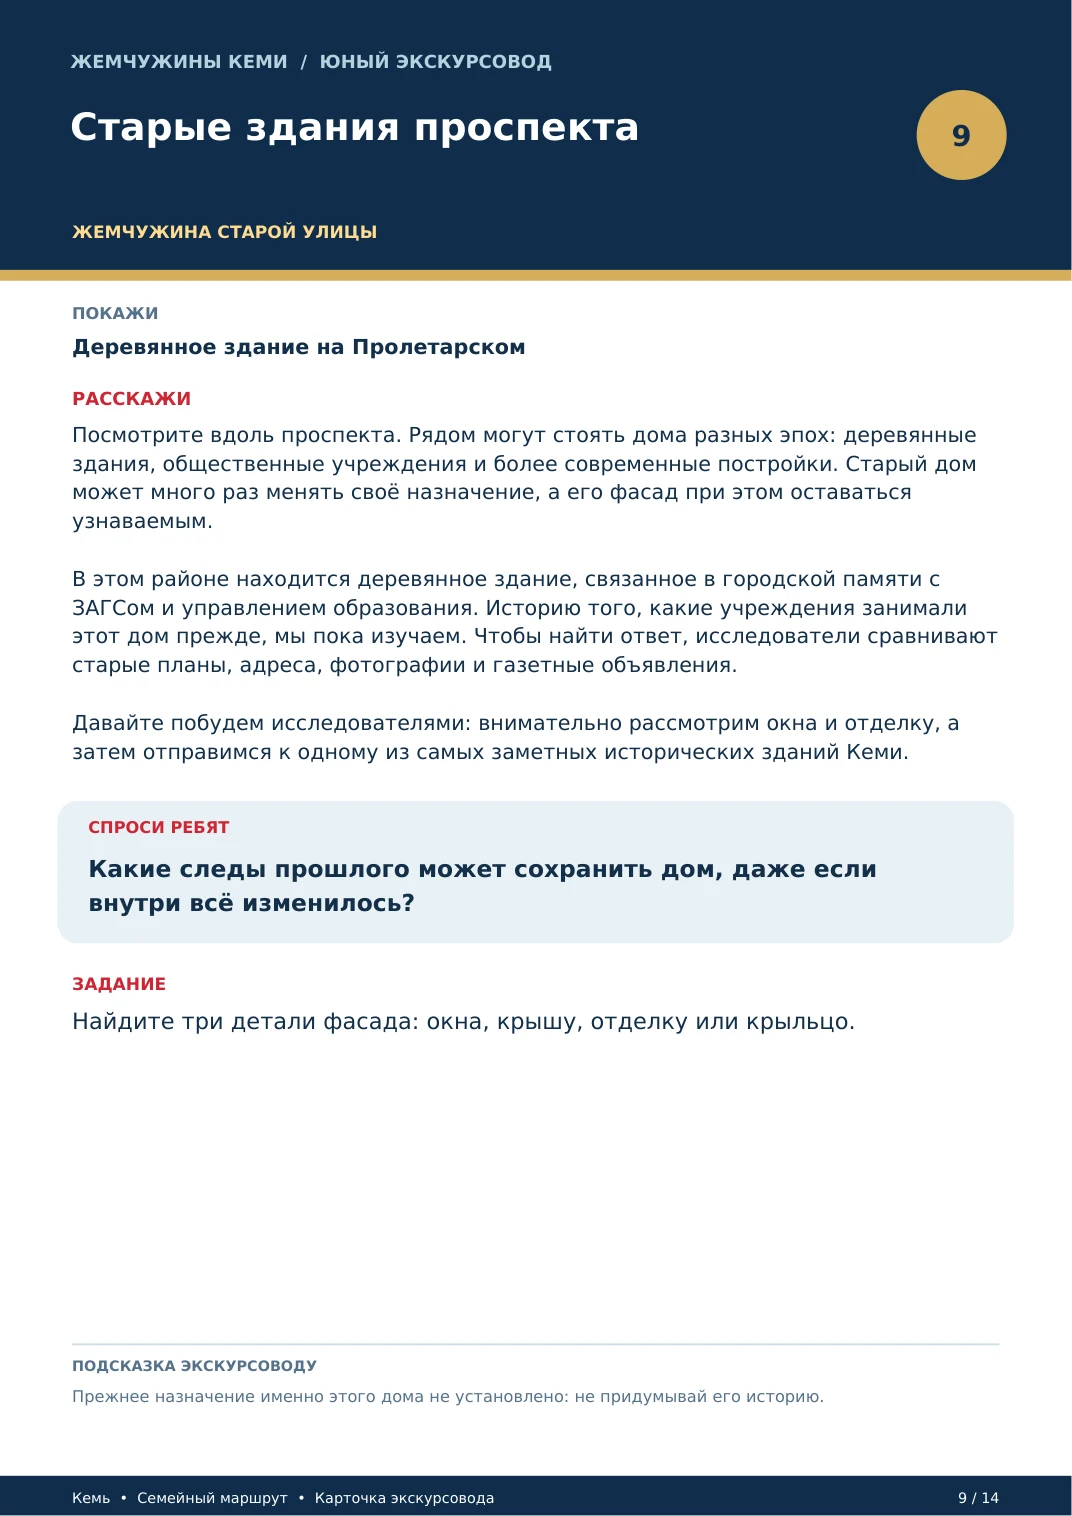 ЖЕМЧУЖИНЫ КЕМИ / ЮНЫЙ ЭКСКУРСОВОД
Старые здания проспекта
9
ЖЕМЧУЖИНА СТАРОЙ УЛИЦЫ
ПОКАЖИ
Деревянное здание на Пролетарском
РАССКАЖИ
Посмотрите вдоль проспекта. Рядом могут стоять дома разных эпох: деревянные
здания, общественные учреждения и более современные постройки. Старый дом
может много раз менять своё назначение, а его фасад при этом оставаться
узнаваемым.
В этом районе находится деревянное здание, связанное в городской памяти с
ЗАГСом и управлением образования. Историю того, какие учреждения занимали
этот дом прежде, мы пока изучаем. Чтобы найти ответ, исследователи сравнивают
старые планы, адреса, фотографии и газетные объявления.
Давайте побудем исследователями: внимательно рассмотрим окна и отделку, а
затем отправимся к одному из самых заметных исторических зданий Кеми.
СПРОСИ РЕБЯТ
Какие следы прошлого может сохранить дом, даже если
внутри всё изменилось?
ЗАДАНИЕ
Найдите три детали фасада: окна, крышу, отделку или крыльцо.
ПОДСКАЗКА ЭКСКУРСОВОДУ
Прежнее назначение именно этого дома не установлено: не придумывай его историю.
Кемь • Семейный маршрут • Карточка экскурсовода
9 / 14